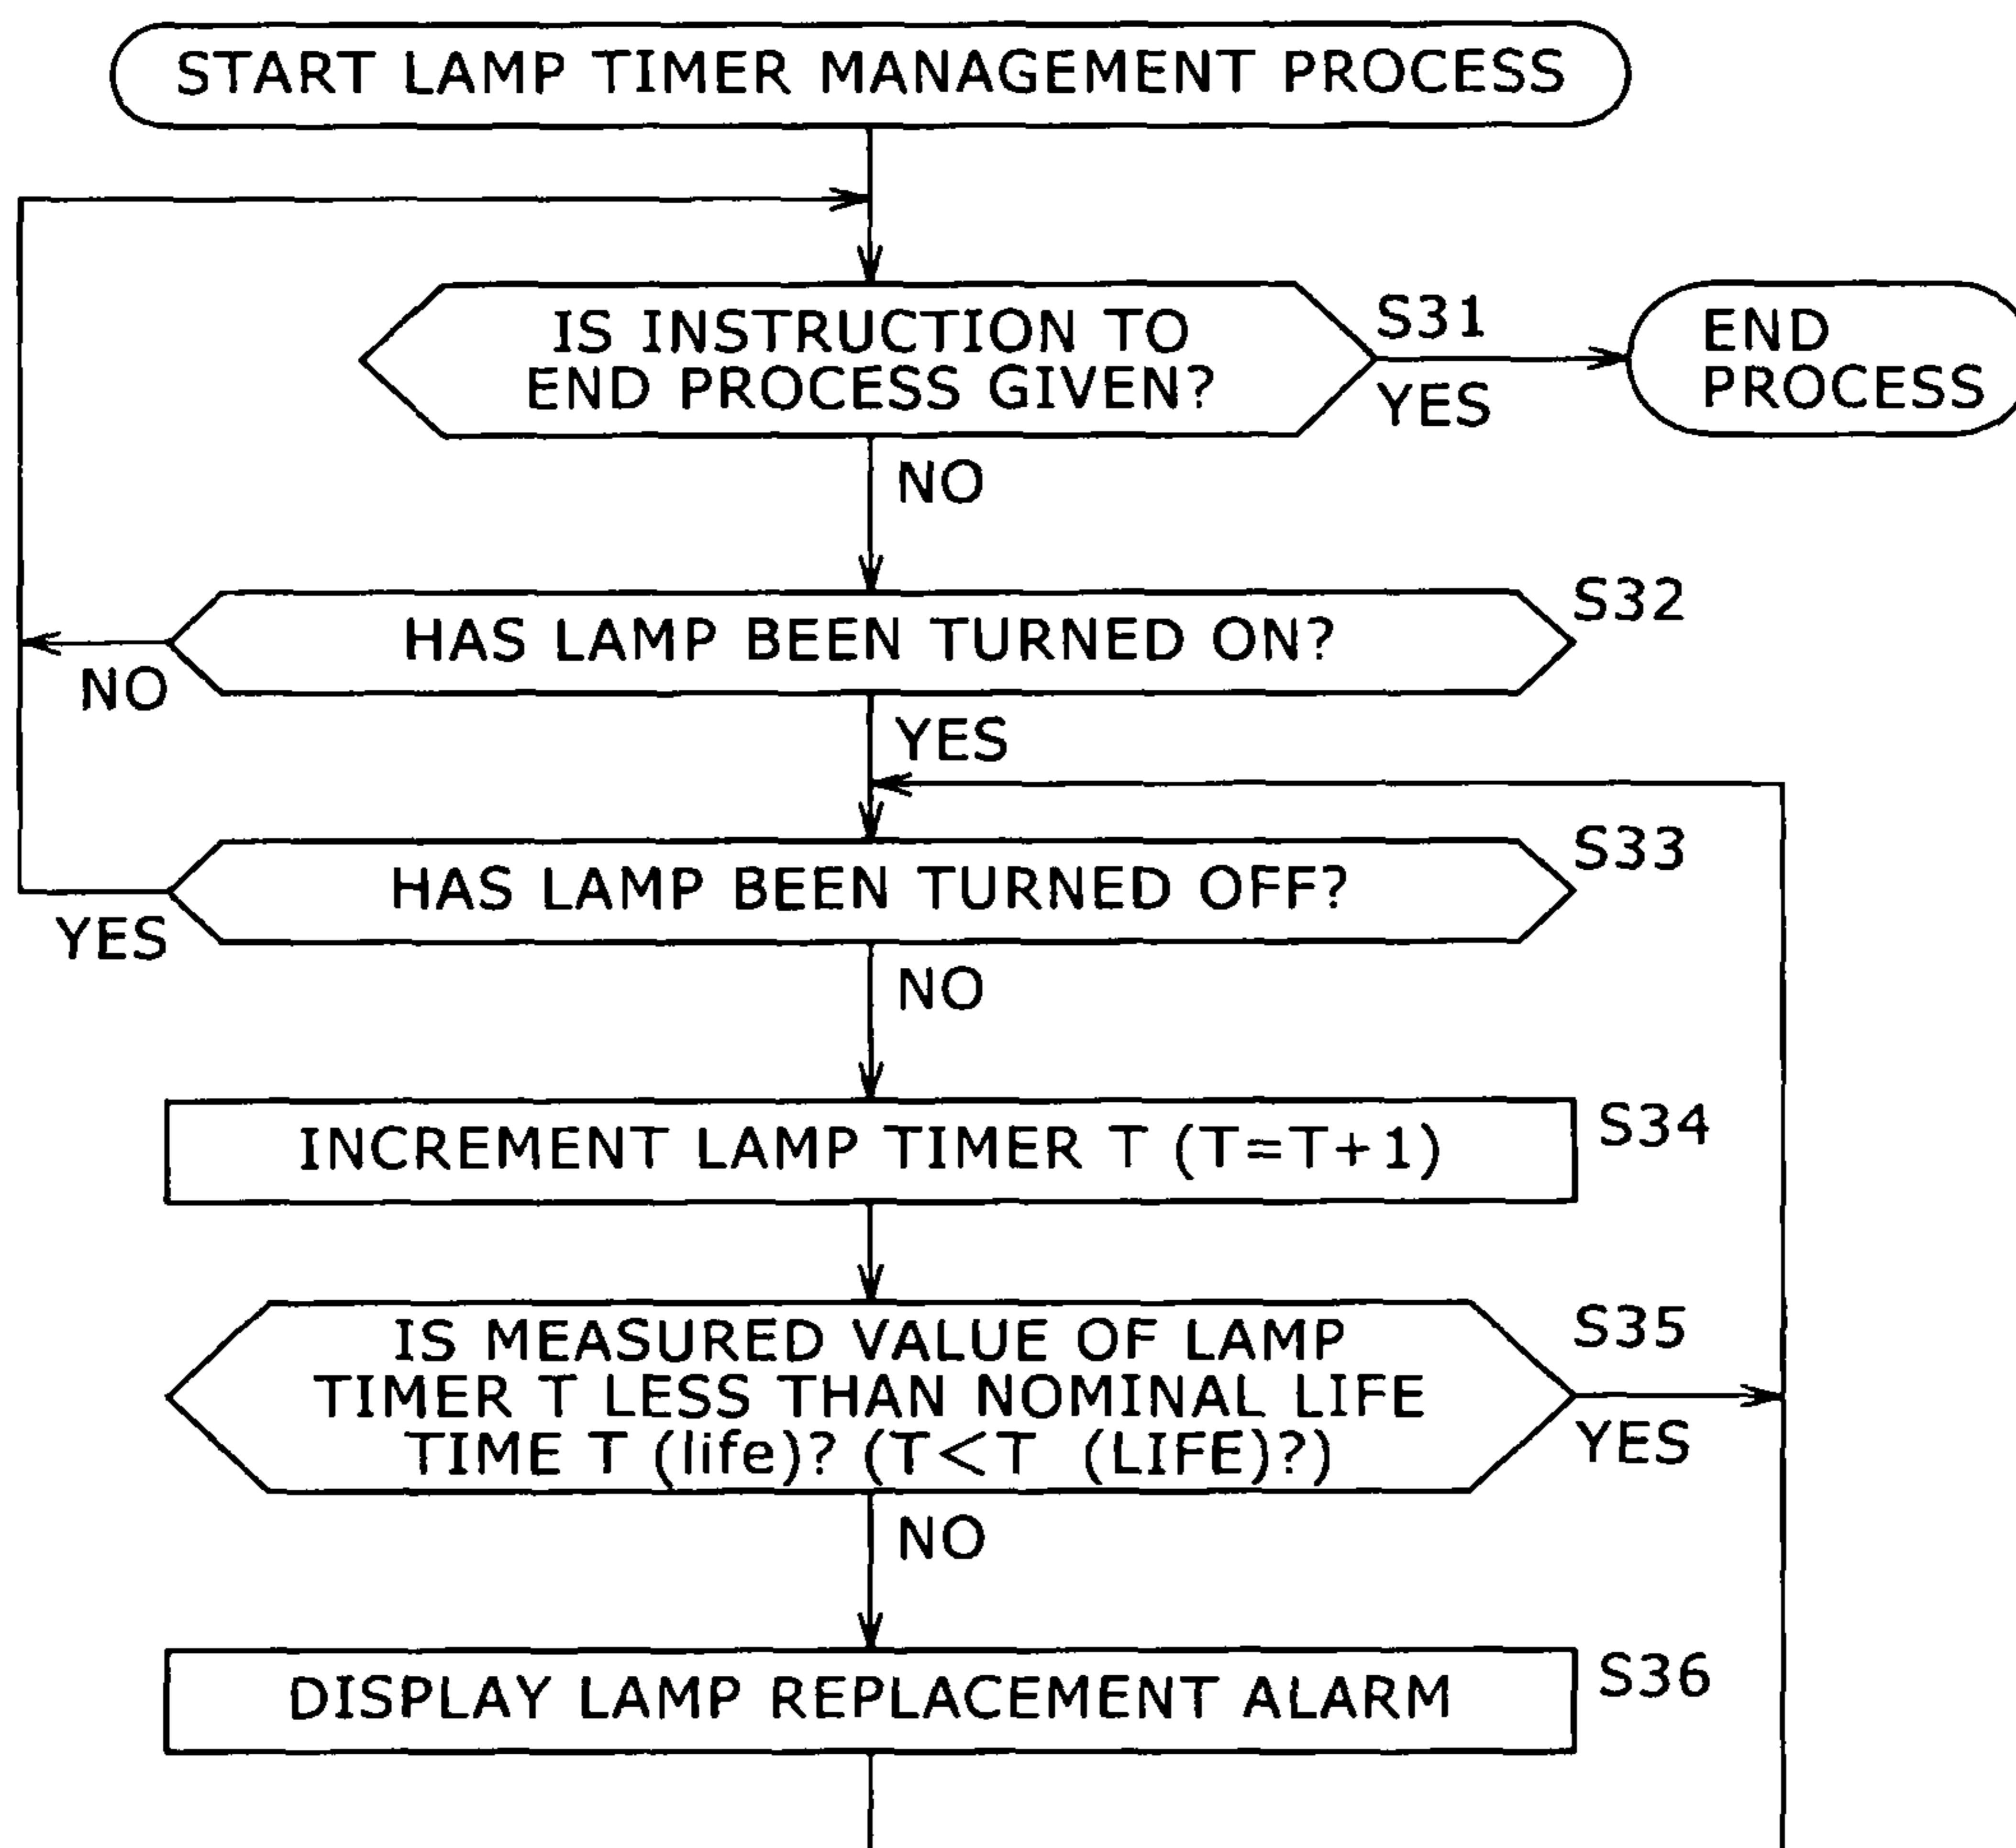 START LAMP TIMER MANAGEMENT PROCESS
IS INSTRUCTION TO
END PROCESS GIVEN?
S31
YES
END
PROCESS
NO
HAS LAMP BEEN TURNED ON?
S32
NO
YES
HAS LAMP BEEN TURNED OFF?
S33
YES
NO
INCREMENT LAMP TIMER T (T=T+1)
S34
IS MEASURED VALUE OF LAMP
TIMER T LESS THAN NOMINAL LIFE
TIME T (life)? (T<T (LIFE)?)
S35
YES
NO
DISPLAY LAMP REPLACEMENT ALARM
S36